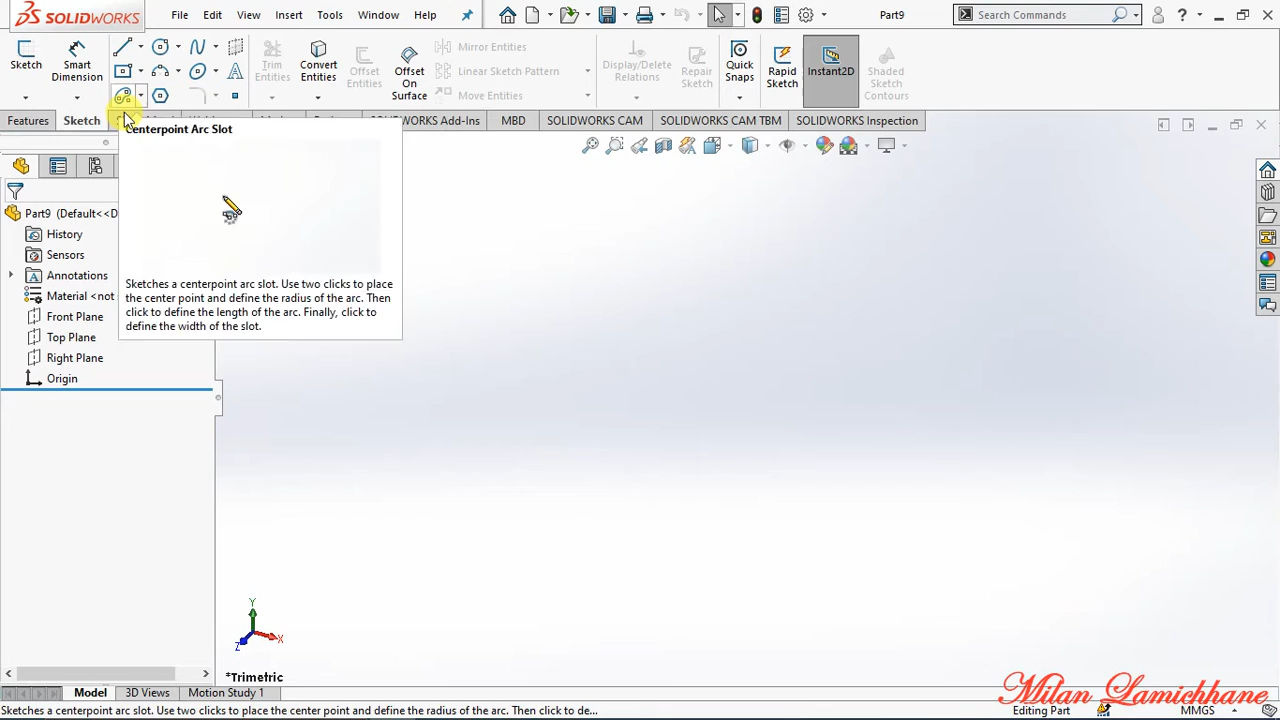 SOLIDWORKS
File Edit View Insert Tools Window Help
Part9
Search Commands
Sketch
Smart Dimension
Trim Entities
Convert Entities
Offset Entities
Offset On Surface
Mirror Entities
Linear Sketch Pattern
Move Entities
Display/Delete Relations
Repair Sketch
Quick Snaps
Rapid Sketch
Instant2D
Shaded Sketch Contours
Features Sketch SOLIDWORKS Add-Ins MBD SOLIDWORKS CAM SOLIDWORKS CAM TBM SOLIDWORKS Inspection
Centerpoint Arc Slot
Sketches a centerpoint arc slot. Use two clicks to place
the center point and define the radius of the arc. Then
click to define the length of the arc. Finally, click to
define the width of the slot.
Part9 (Default<<D
History
Sensors
Annotations
Material <not
Front Plane
Top Plane
Right Plane
Origin
Y
X
Z
*Trimetric
Milan Lamichhane
Model 3D Views Motion Study 1
Sketches a centerpoint arc slot. Use two clicks to place the center point and define the radius of the arc. Then click to de...
Editing Part
MMGS